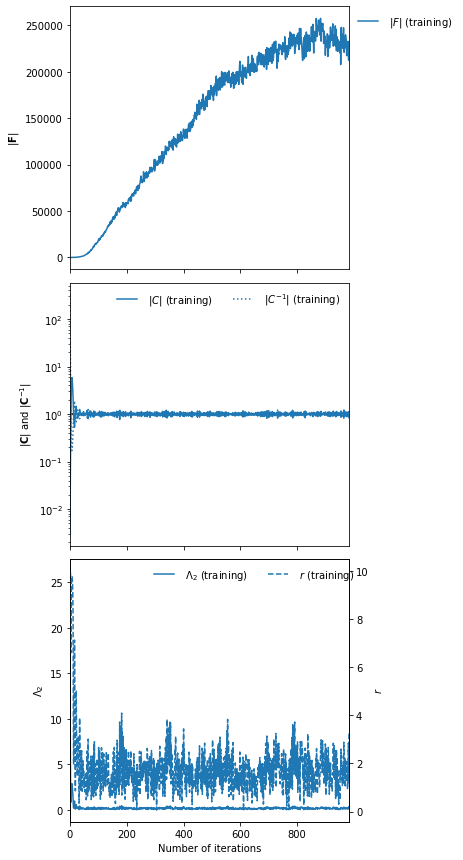 |F| (training)
250000
200000
150000
100000
50000
0
|F|
|C| (training) |C⁻¹| (training)
10²
10¹
10⁰
10⁻¹
10⁻²
|C| and |C⁻¹|
Λ₂ (training) r (training)
25
20
15
10
5
0
Λ₂
10
8
6
4
2
0
r
0 200 400 600 800
Number of iterations